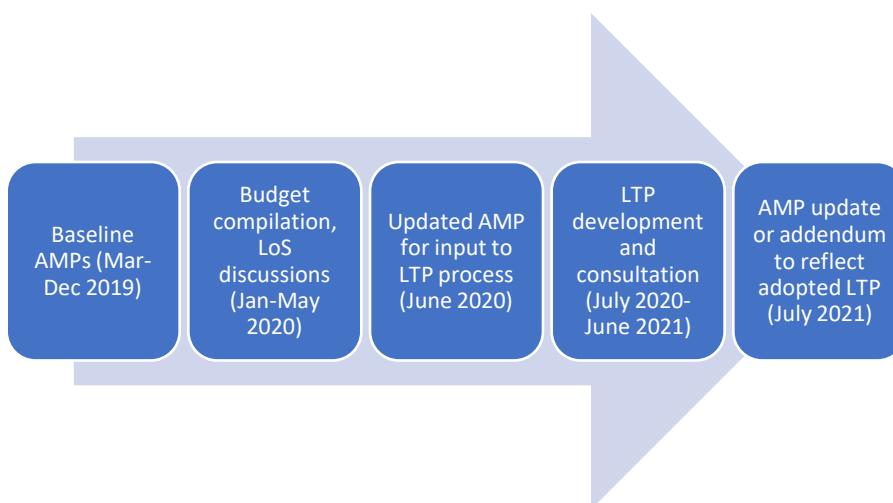 Baseline
AMPs (Mar-
Dec 2019)
Budget
compilation,
LoS
discussions
(Jan-May
2020)
Updated AMP
for input to
LTP process
(June 2020)
LTP
development
and
consultation
(July 2020-
June 2021)
AMP update
or addendum
to reflect
adopted LTP
(July 2021)